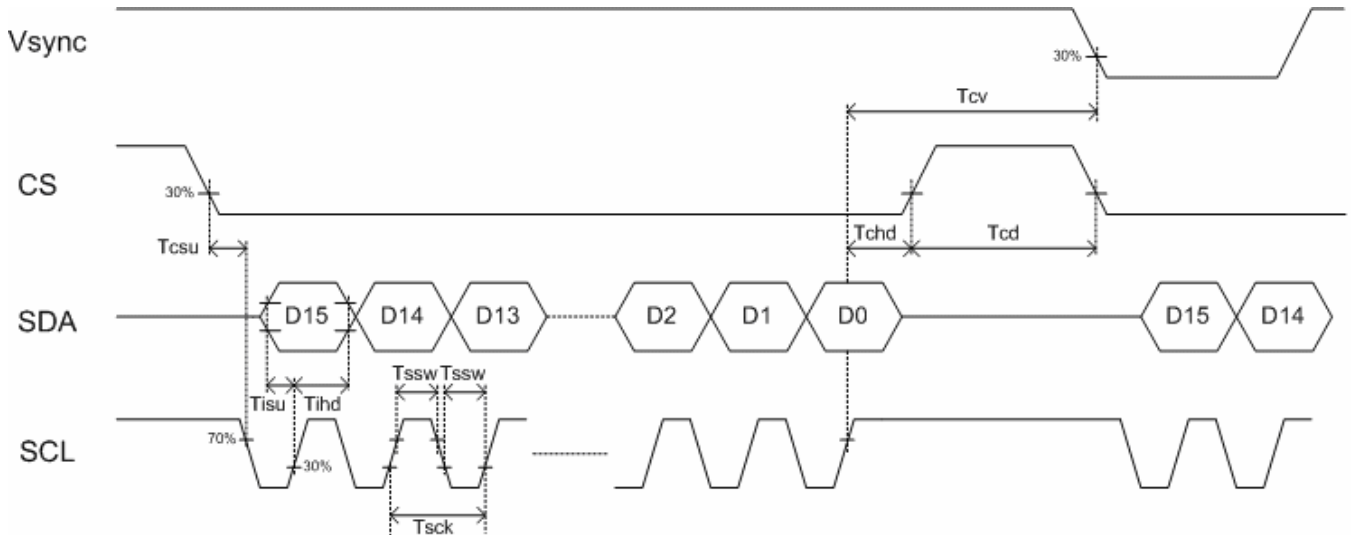 Vsync
30%
Tcv
CS
30%
Tcsu
Tchd
Tcd
SDA
D15
D14
D13
D2
D1
D0
D15
D14
Tisu
Tihd
Tssw
Tssw
SCL
70%
30%
Tsck